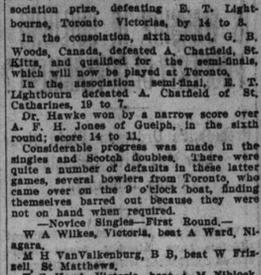 sociation prize, defeating E. T. Light-
bourne, Toronto Victorias, by 14 to 8.
In the consolation, sixth round, G. B.
Woods, Canada, defeated A. Chatfield, St.
Kitts, and qualified for the semi-finals,
which will now be played at Toronto.
In the association semi-final, E. T.
Lightbourn defeated A. Chatfield of St.
Catharines, 19 to 7.
Dr. Hawke won by a narrow score over
A. F. H. Jones of Guelph, in the sixth
round; score 14 to 11.
Considerable progress was made in the
singles and Scotch doubles. There were
quite a number of defaults in these latter
games, several bowlers from Toronto, who
came over on the 9 o'clock boat, finding
themselves barred out because they were
not on hand when required.
—Novice Singles—First Round.—
W A Wilkes, Victoria, beat A Ward, Ni-
agara.
M H VanValkenburg, B B, beat W Friz-
zell, St Matthews.